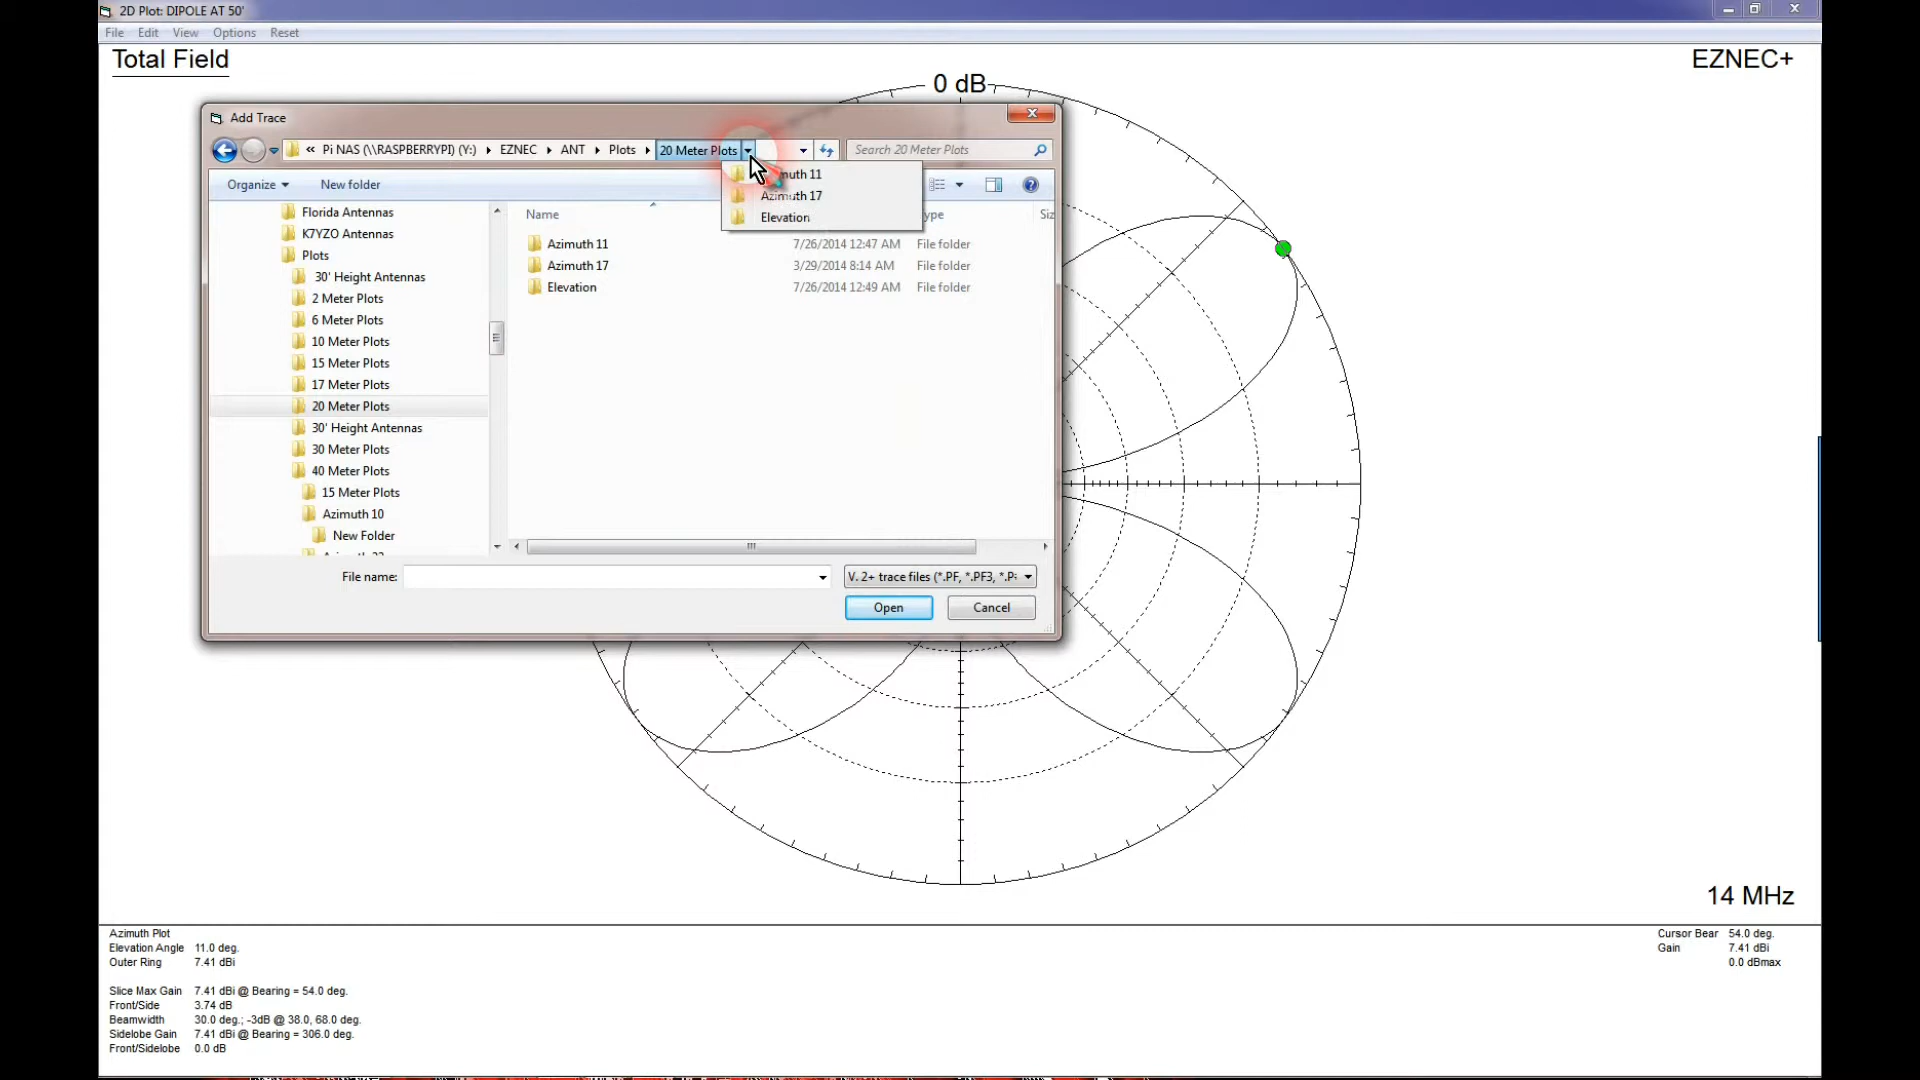 2D Plot: DIPOLE AT 50'
File Edit View Options Reset
Total Field
EZNEC+
0 dB
Add Trace
« Pi NAS (\\RASPBERRYPI) (Y:) EZNEC ANT Plots 20 Meter Plots
Search 20 Meter Plots
Azimuth 17
Elevation
Organize New folder
Florida Antennas
K7YZO Antennas
Plots
30' Height Antennas
2 Meter Plots
6 Meter Plots
10 Meter Plots
15 Meter Plots
17 Meter Plots
20 Meter Plots
30' Height Antennas
30 Meter Plots
40 Meter Plots
15 Meter Plots
Azimuth 10
New Folder
Name
Azimuth 11 7/26/2014 12:47 AM File folder
Azimuth 17 3/29/2014 8:14 AM File folder
Elevation 7/26/2014 12:49 AM File folder
File name:
V. 2+ trace files (*.PF, *.PF3, *.P
Open Cancel
14 MHz
Azimuth Plot
Elevation Angle 11.0 deg.
Outer Ring 7.41 dBi
Slice Max Gain 7.41 dBi @ Bearing = 54.0 deg.
Front/Side 3.74 dB
Beamwidth 30.0 deg.; -3dB @ 38.0, 68.0 deg.
Sidelobe Gain 7.41 dBi @ Bearing = 306.0 deg.
Front/Sidelobe 0.0 dB
Cursor Bear 54.0 deg.
Gain 7.41 dBi
0.0 dBmax